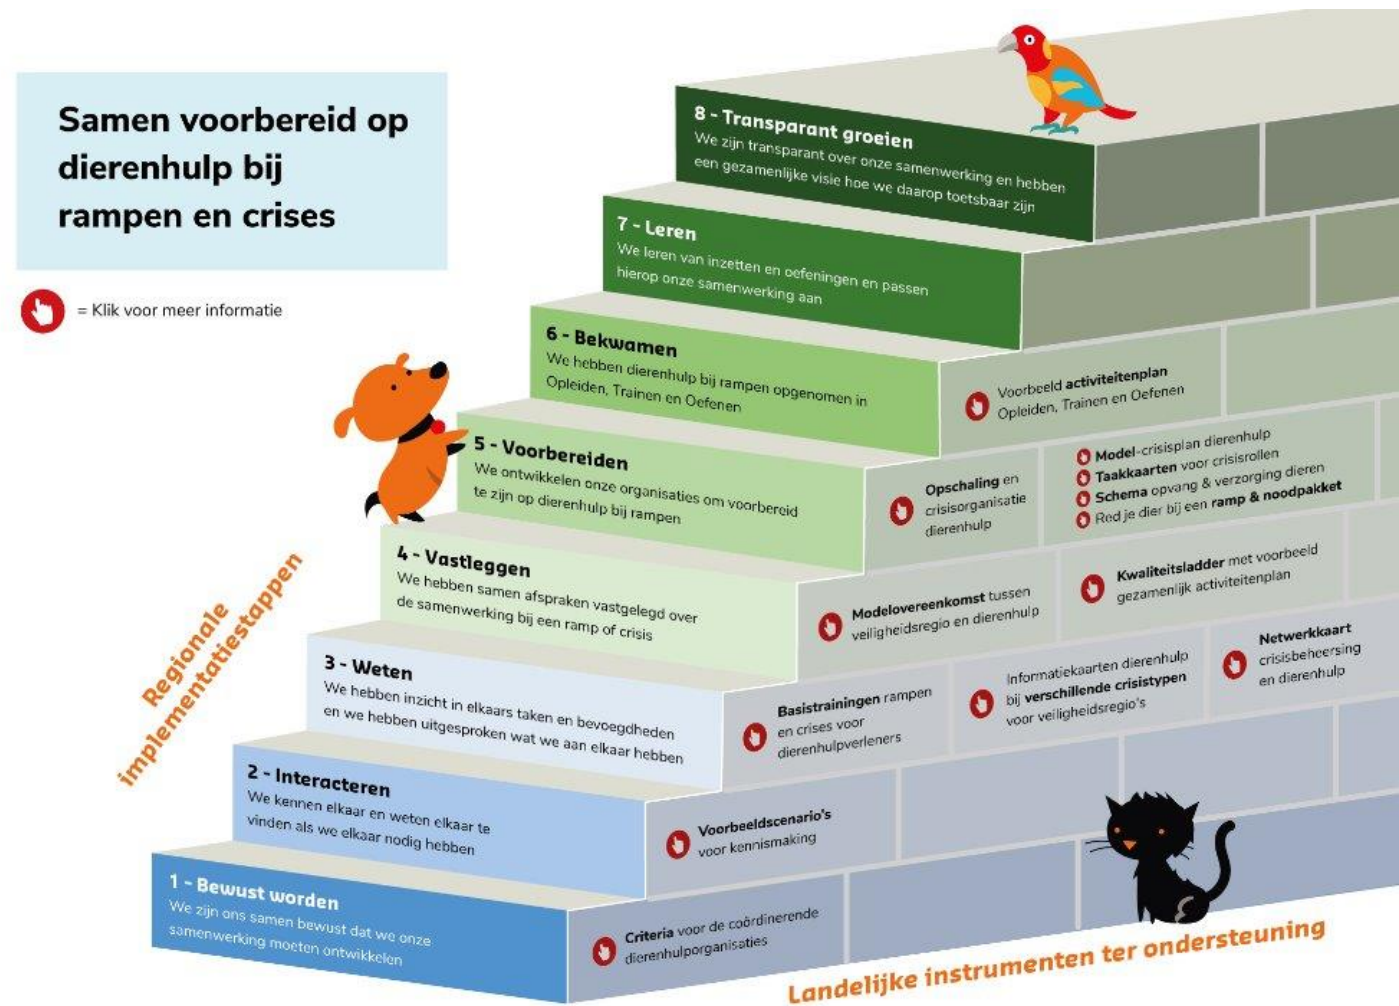 Samen voorbereid op
dierenhulp bij
rampen en crises
= Klik voor meer informatie
8 - Transparant groeien
We zijn transparant over onze samenwerking en hebben
een gezamenlijke visie hoe we daarop toetsbaar zijn
7 - Leren
We leren van inzetten en oefeningen en passen
hierop onze samenwerking aan
6 - Bekwamen
We hebben dierenhulp bij rampen opgenomen in
Opleiden, Trainen en Oefenen
Voorbeeld activiteitenplan
Opleiden, Trainen en Oefenen
5 - Voorbereiden
We ontwikkelen onze organisaties om voorbereid
te zijn op dierenhulp bij rampen
Opschaling en
crisisorganisatie
dierenhulp
Model-crisisplan dierenhulp
Taakkaarten voor crisisrollen
Schema opvang & verzorging dieren
Red je dier bij een ramp & noodpakket
4 - Vastleggen
We hebben samen afspraken vastgelegd over
de samenwerking bij een ramp of crisis
Modelovereenkomst tussen
veiligheidsregio en dierenhulp
Kwaliteitsladder met voorbeeld
gezamenlijk activiteitenplan
3 - Weten
We hebben inzicht in elkaars taken en bevoegdheden
en we hebben uitgesproken wat we aan elkaar hebben
Basistrainingen rampen
en crises voor
dierenhulpverleners
Informatiekaarten dierenhulp
bij verschillende crisistypen
voor veiligheidsregio's
Netwerkkaart
crisisbeheersing
en dierenhulp
2 - Interacteren
We kennen elkaar en weten elkaar te
vinden als we elkaar nodig hebben
Voorbeeldscenario's
voor kennismaking
1 - Bewust worden
We zijn ons samen bewust dat we onze
samenwerking moeten ontwikkelen
Criteria voor de coördinerende
dierenhulporganisaties
Regionale
implementatiestappen
Landelijke instrumenten ter ondersteuning